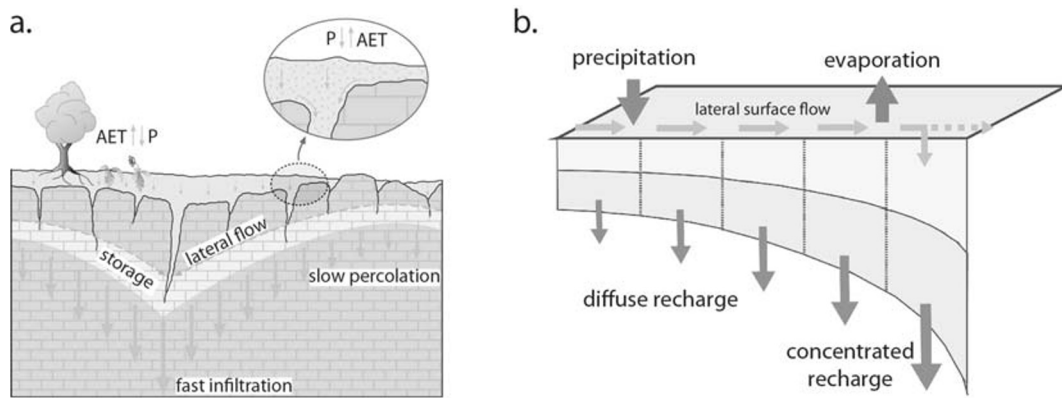 a.
P AET
AET P
storage
lateral flow
slow percolation
fast infiltration
b.
precipitation
evaporation
lateral surface flow
diffuse recharge
concentrated
recharge